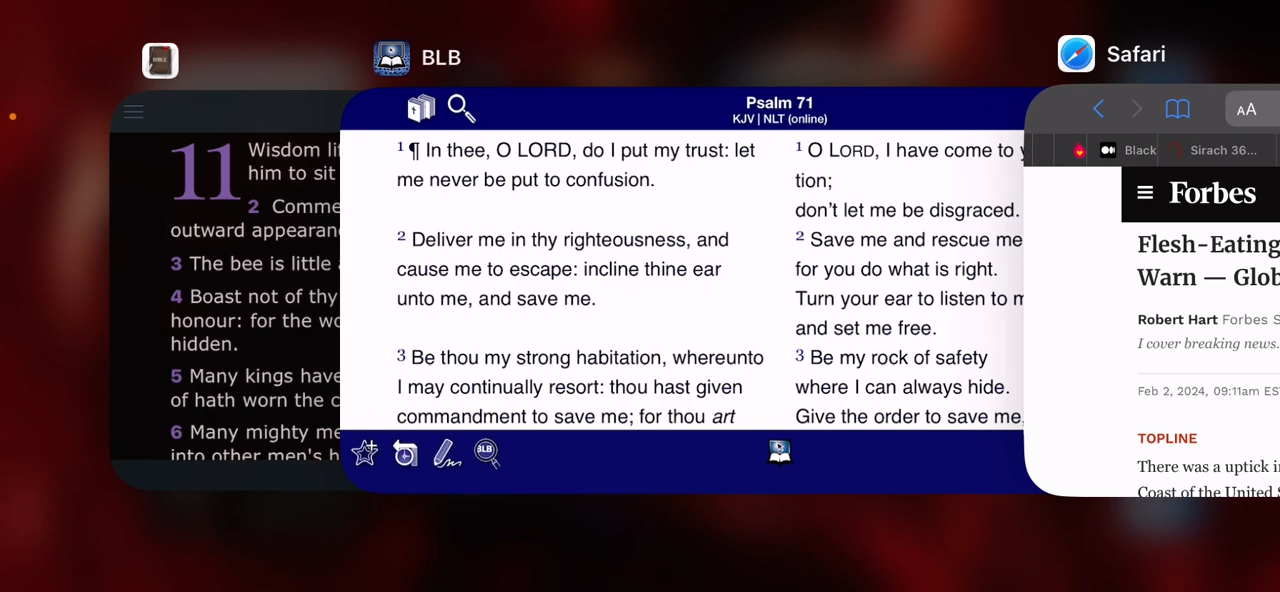 BLB
Safari
11
Wisdom
him to sit
2 Comme
outward appearan
3 The bee is little
4 Boast not of thy
honour: for the wo
hidden.
5 Many kings have
of hath worn the c
6 Many mighty me
into other men's h
Psalm 71
KJV | NLT (online)
1 ¶ In thee, O LORD, do I put my trust: let
me never be put to confusion.
2 Deliver me in thy righteousness, and
cause me to escape: incline thine ear
unto me, and save me.
3 Be thou my strong habitation, whereunto
I may continually resort: thou hast given
commandment to save me; for thou art
1 O LORD, I have come to y
tion;
don't let me be disgraced.
2 Save me and rescue me
for you do what is right.
Turn your ear to listen to m
and set me free.
3 Be my rock of safety
where I can always hide.
Give the order to save me,
BLB
AA
Black
Sirach 36...
Forbes
Flesh-Eating
Warn — Glob
Robert Hart Forbes S
I cover breaking news.
Feb 2, 2024, 09:11am ES
TOPLINE
There was a uptick i
Coast of the United S